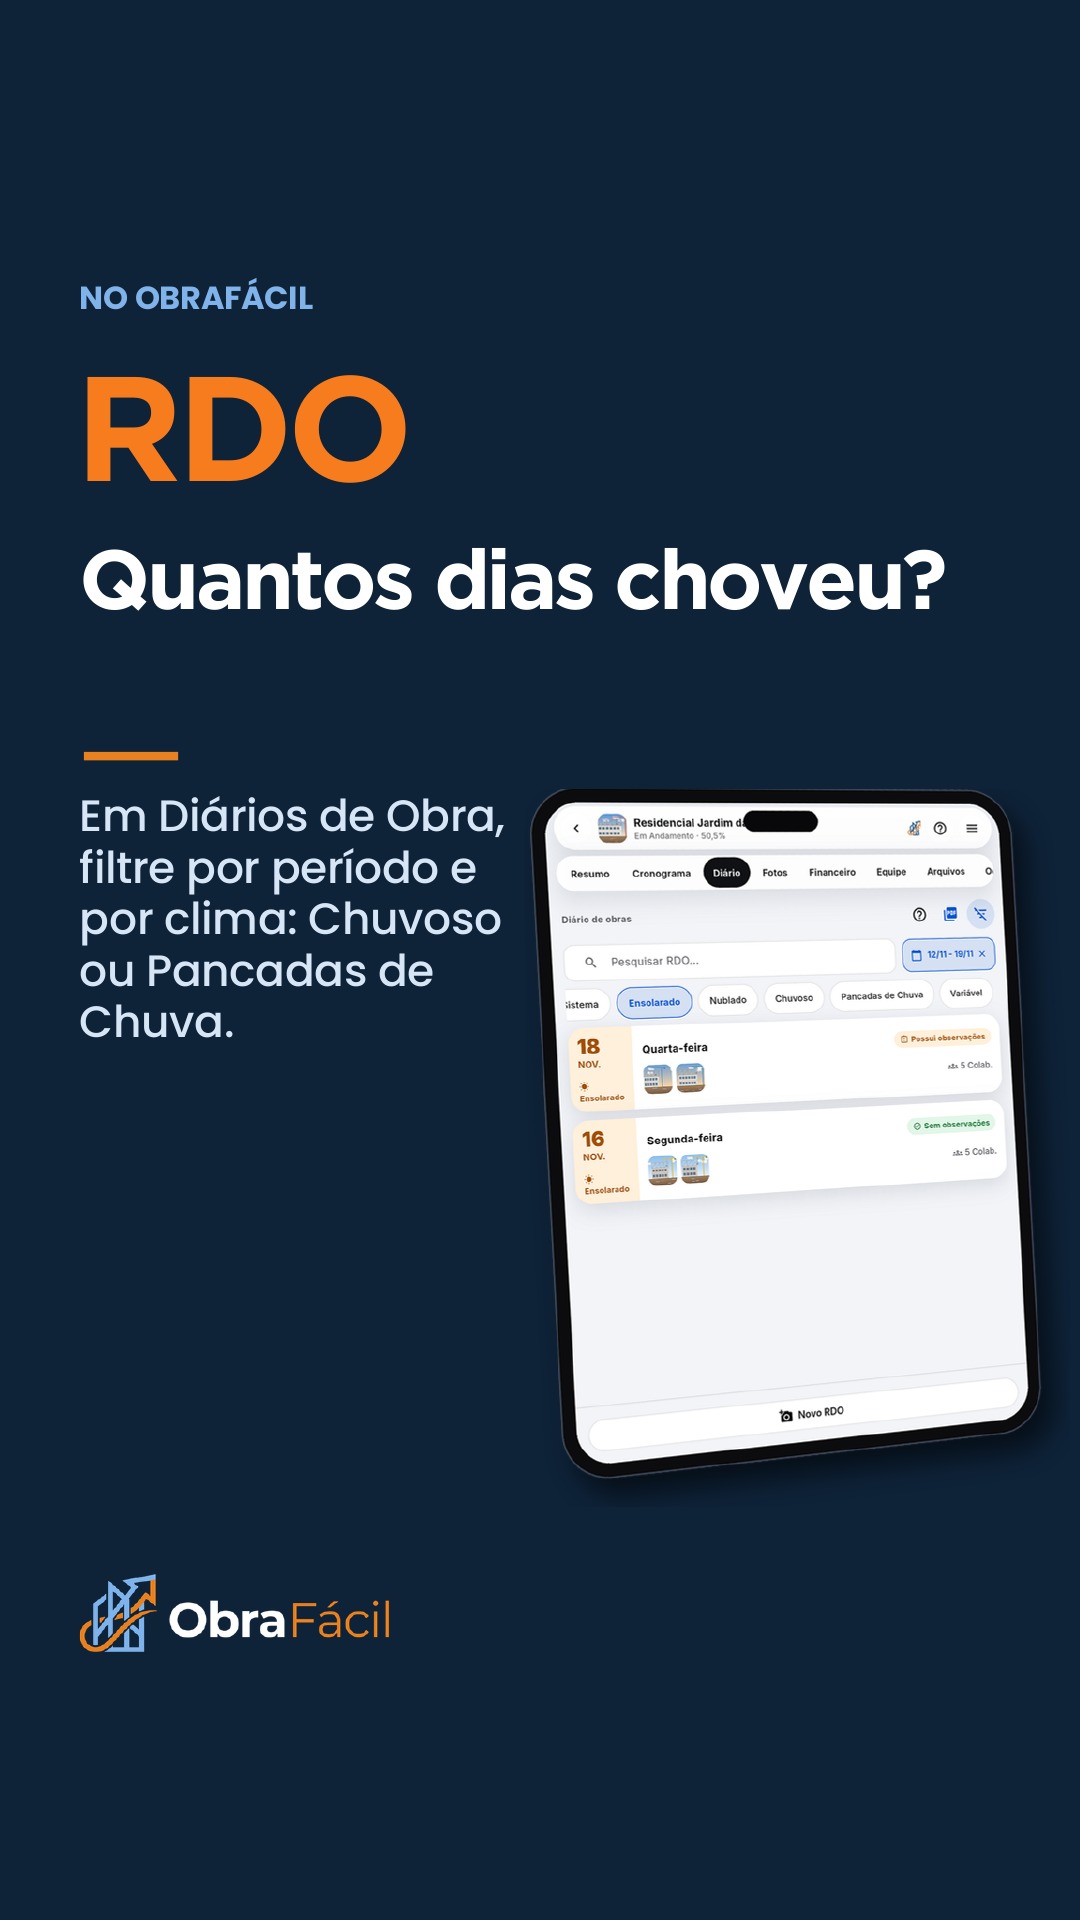 NO OBRAFÁCIL
RDO
Quantos dias choveu?
Em Diários de Obra,
filtre por período e
por clima: Chuvoso
ou Pancadas de
Chuva.
Residencial Jardim
Em Andamento · 50,5%
Resumo Cronograma Diário Fotos Financeiro Equipe Arquivos
Diário de obras
PDF
Pesquisar RDO...
12/11 - 19/11
Sistema Ensolarado Nublado Chuvoso Pancadas de Chuva Variável
18
NOV.
Ensolarado
Quarta-feira
Possui observações
5 Colab.
16
NOV.
Ensolarado
Segunda-feira
Sem observações
5 Colab.
Novo RDO
ObraFácil